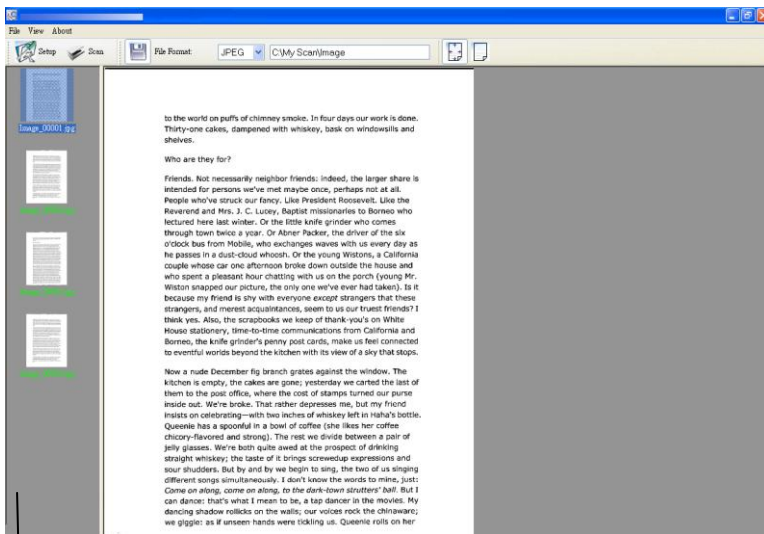 File View About
Setup Scan File Format: JPEG C:\My Scan\Image
Image_00001.jpg
to the world on puffs of chimney smoke. In four days our work is done.
Thirty-one cakes, dampened with whiskey, bask on windowsills and
shelves.
Who are they for?
Friends. Not necessarily neighbor friends: indeed, the larger share is
intended for persons we've met maybe once, perhaps not at all.
People who've struck our fancy. Like President Roosevelt. Like the
Reverend and Mrs. J. C. Lucey, Baptist missionaries to Borneo who
lectured here last winter. Or the little knife grinder who comes
through town twice a year. Or Abner Packer, the driver of the six
o'clock bus from Mobile, who exchanges waves with us every day as
he passes in a dust-cloud whoosh. Or the young Wistons, a California
couple whose car one afternoon broke down outside the house and
who spent a pleasant hour chatting with us on the porch (young Mr.
Wiston snapped our picture, the only one we've ever had taken). Is it
because my friend is shy with everyone except strangers that these
strangers, and merest acquaintances, seem to us our truest friends? I
think yes. Also, the scrapbooks we keep of thank-you's on White
House stationery, time-to-time communications from California and
Borneo, the knife grinder's penny post cards, make us feel connected
to eventful worlds beyond the kitchen with its view of a sky that stops.
Now a nude December fig branch grates against the window. The
kitchen is empty, the cakes are gone; yesterday we carted the last of
them to the post office, where the cost of stamps turned our purse
inside out. We're broke. That rather depresses me, but my friend
insists on celebrating—with two inches of whiskey left in Haha's bottle.
Queenie has a spoonful in a bowl of coffee (she likes her coffee
chicory-flavored and strong). The rest we divide between a pair of
jelly glasses. We're both quite awed at the prospect of drinking
straight whiskey; the taste of it brings screwedup expressions and
sour shudders. But by and by we begin to sing, the two of us singing
different songs simultaneously. I don't know the words to mine, just:
Come on along, come on along, to the dark-town strutters' ball. But I
can dance: that's what I mean to be, a tap dancer in the movies. My
dancing shadow rollicks on the walls; our voices rock the chinaware;
we giggle: as if unseen hands were tickling us. Queenie rolls on her